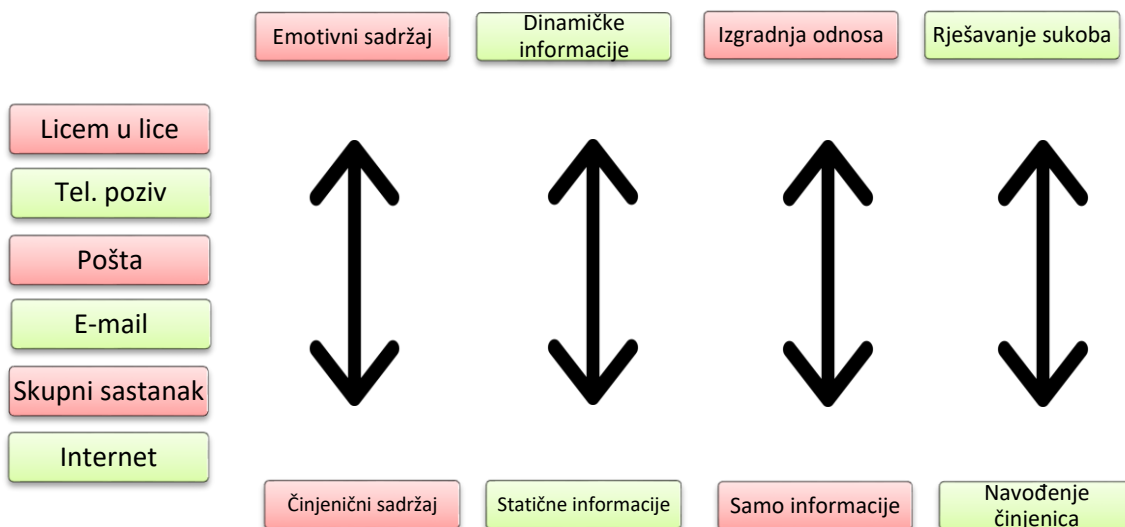 Emotivni sadržaj
Dinamičke
informacije
Izgradnja odnosa
Rješavanje sukoba
Licem u lice
Tel. poziv
Pošta
E-mail
Skupni sastanak
Internet
Činjenični sadržaj
Statične informacije
Samo informacije
Navođenje
činjenica